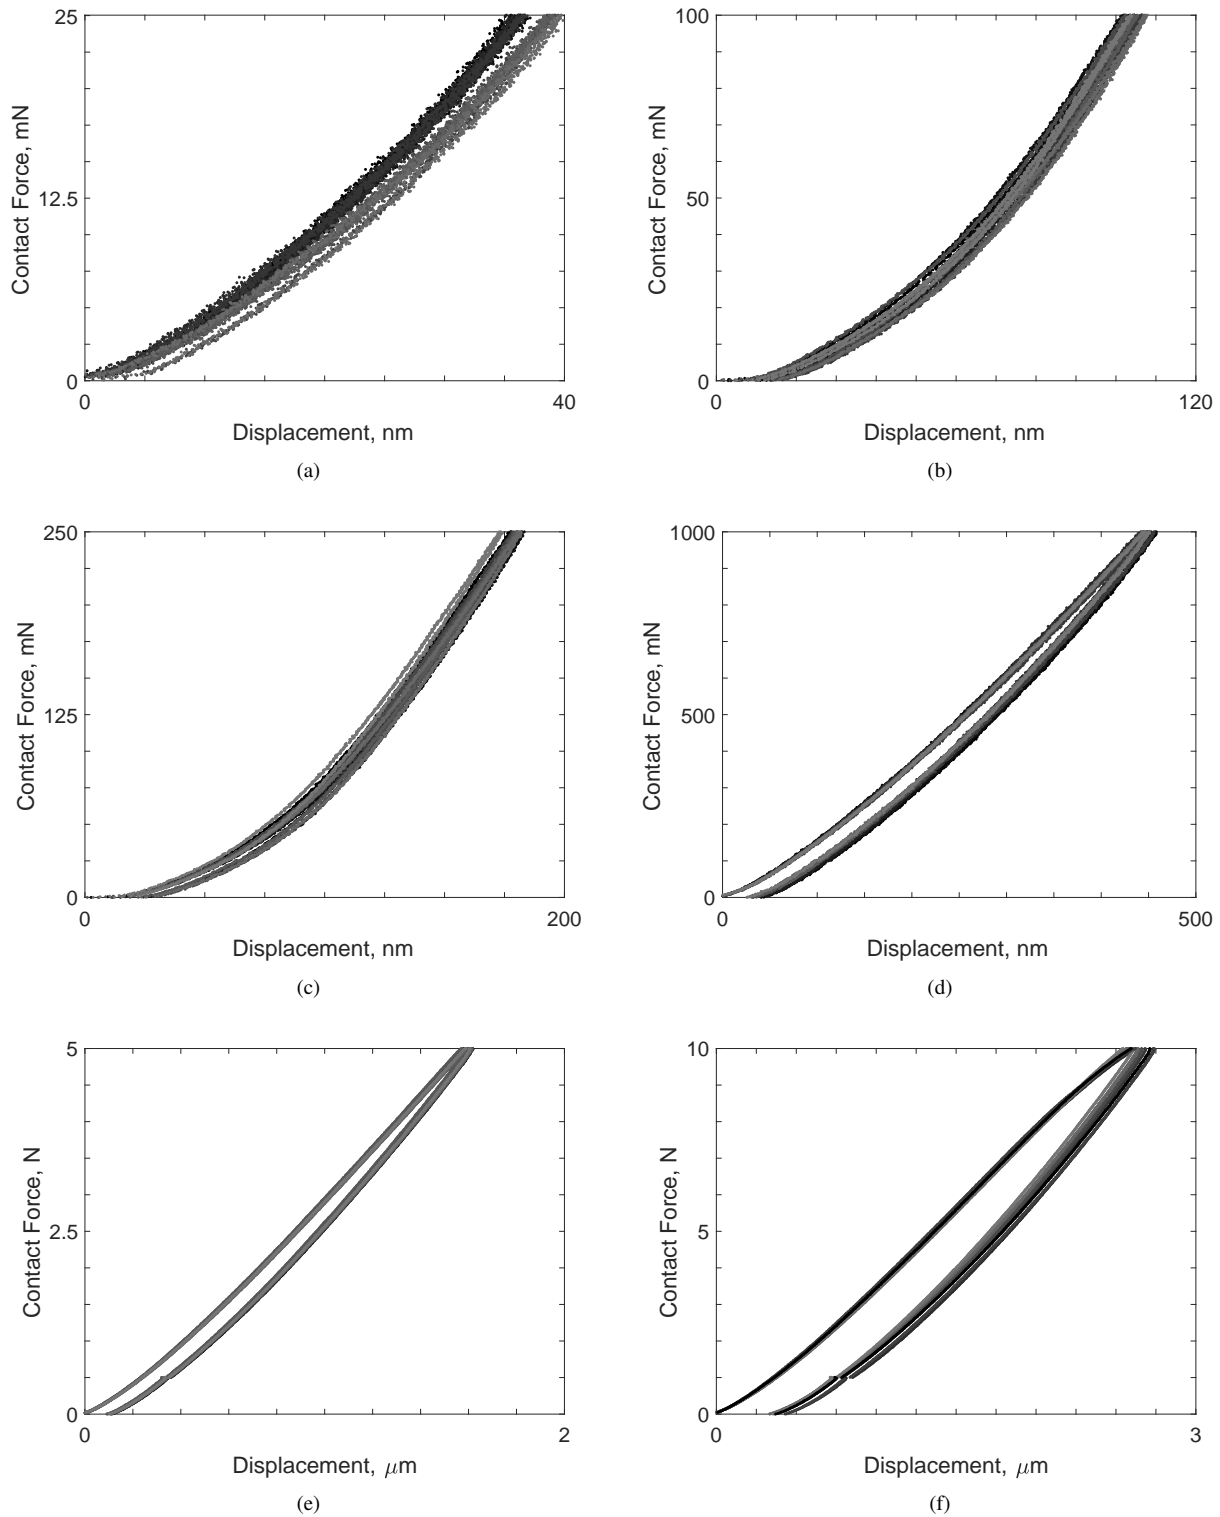 25
12.5
0
Contact Force, mN
0
40
Displacement, nm
(a)
100
50
0
Contact Force, mN
0
120
Displacement, nm
(b)
250
125
0
Contact Force, mN
0
200
Displacement, nm
(c)
1000
500
0
Contact Force, mN
0
500
Displacement, nm
(d)
5
2.5
0
Contact Force, N
0
2
Displacement, μm
(e)
10
5
0
Contact Force, N
0
3
Displacement, μm
(f)